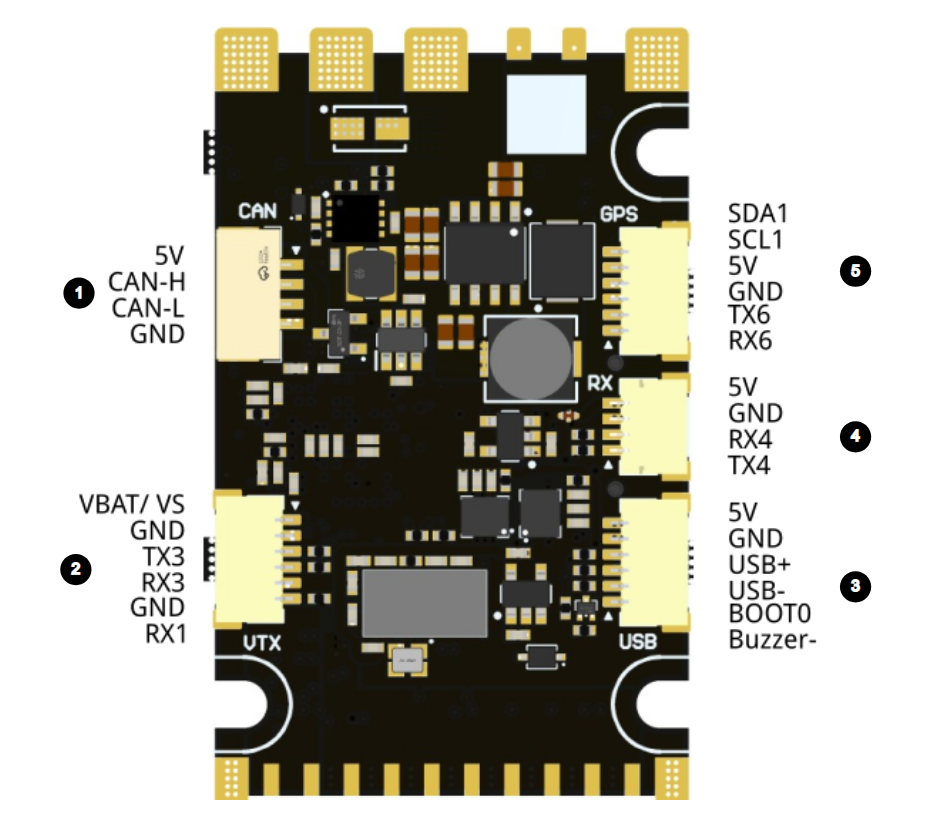 CAN
GPS
1
5V
CAN-H
CAN-L
GND
SDA1
SCL1
5V
GND
TX6
RX6
5
RX
5V
GND
RX4
TX4
4
2
VBAT/ VS
GND
TX3
RX3
GND
RX1
VTX
5V
GND
USB+
USB-
BOOT0
Buzzer-
3
USB